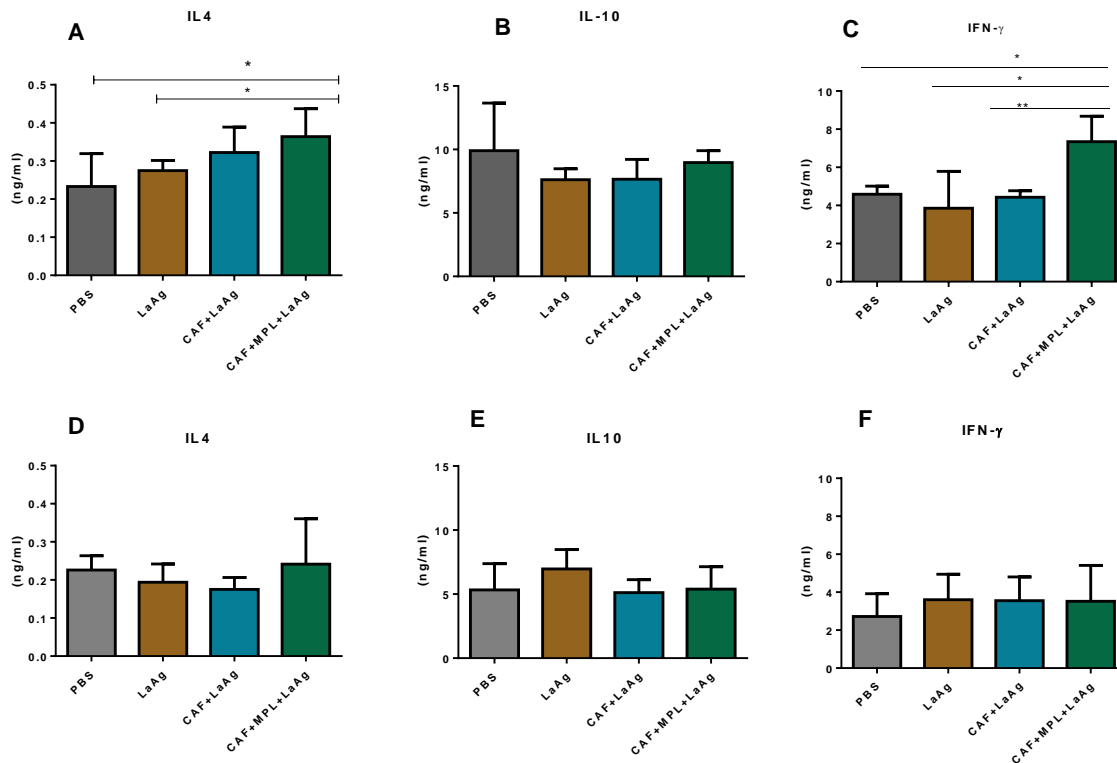 A
IL4
*
*
(ng/ml)
0.5
0.4
0.3
0.2
0.1
0.0
PBS
LaAg
CAF+LaAg
CAF+MPL+LaAg
B
IL-10
(ng/ml)
15
10
5
0
PBS
LaAg
CAF+LaAg
CAF+MPL+LaAg
C
IFN-γ
*
*
**
(ng/ml)
10
8
6
4
2
0
PBS
LaAg
CAF+LaAg
CAF+MPL+LaAg
D
IL4
(ng/ml)
0.5
0.4
0.3
0.2
0.1
0.0
PBS
LaAg
CAF+LaAg
CAF+MPL+LaAg
E
IL10
(ng/ml)
15
10
5
0
PBS
LaAg
CAF+LaAg
CAF+MPL+LaAg
F
IFN-γ
(ng/ml)
10
8
6
4
2
0
PBS
LaAg
CAF+LaAg
CAF+MPL+LaAg